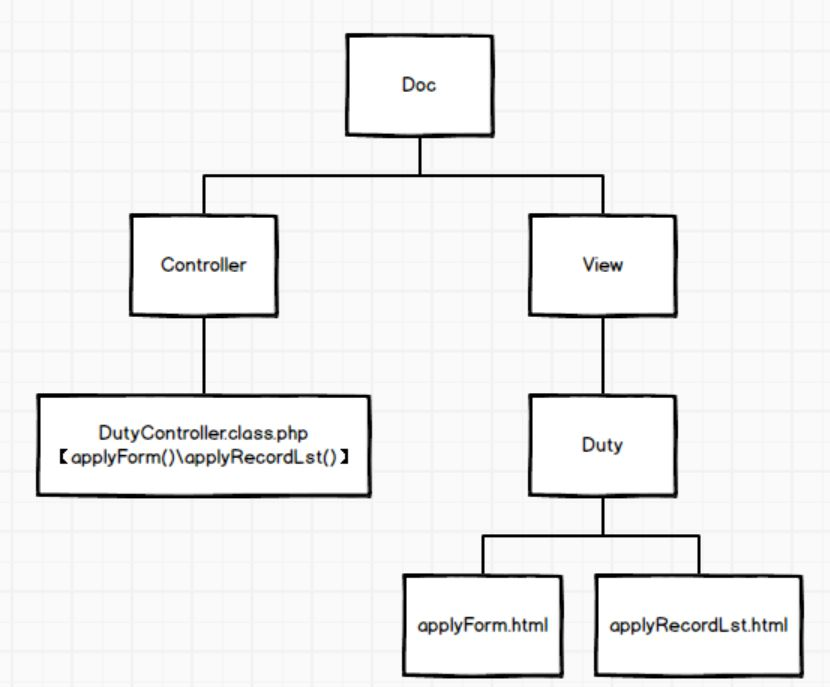 Doc
Controller
View
DutyController.class.php
【applyForm()\applyRecordLst()】
Duty
applyForm.html
applyRecordLst.html